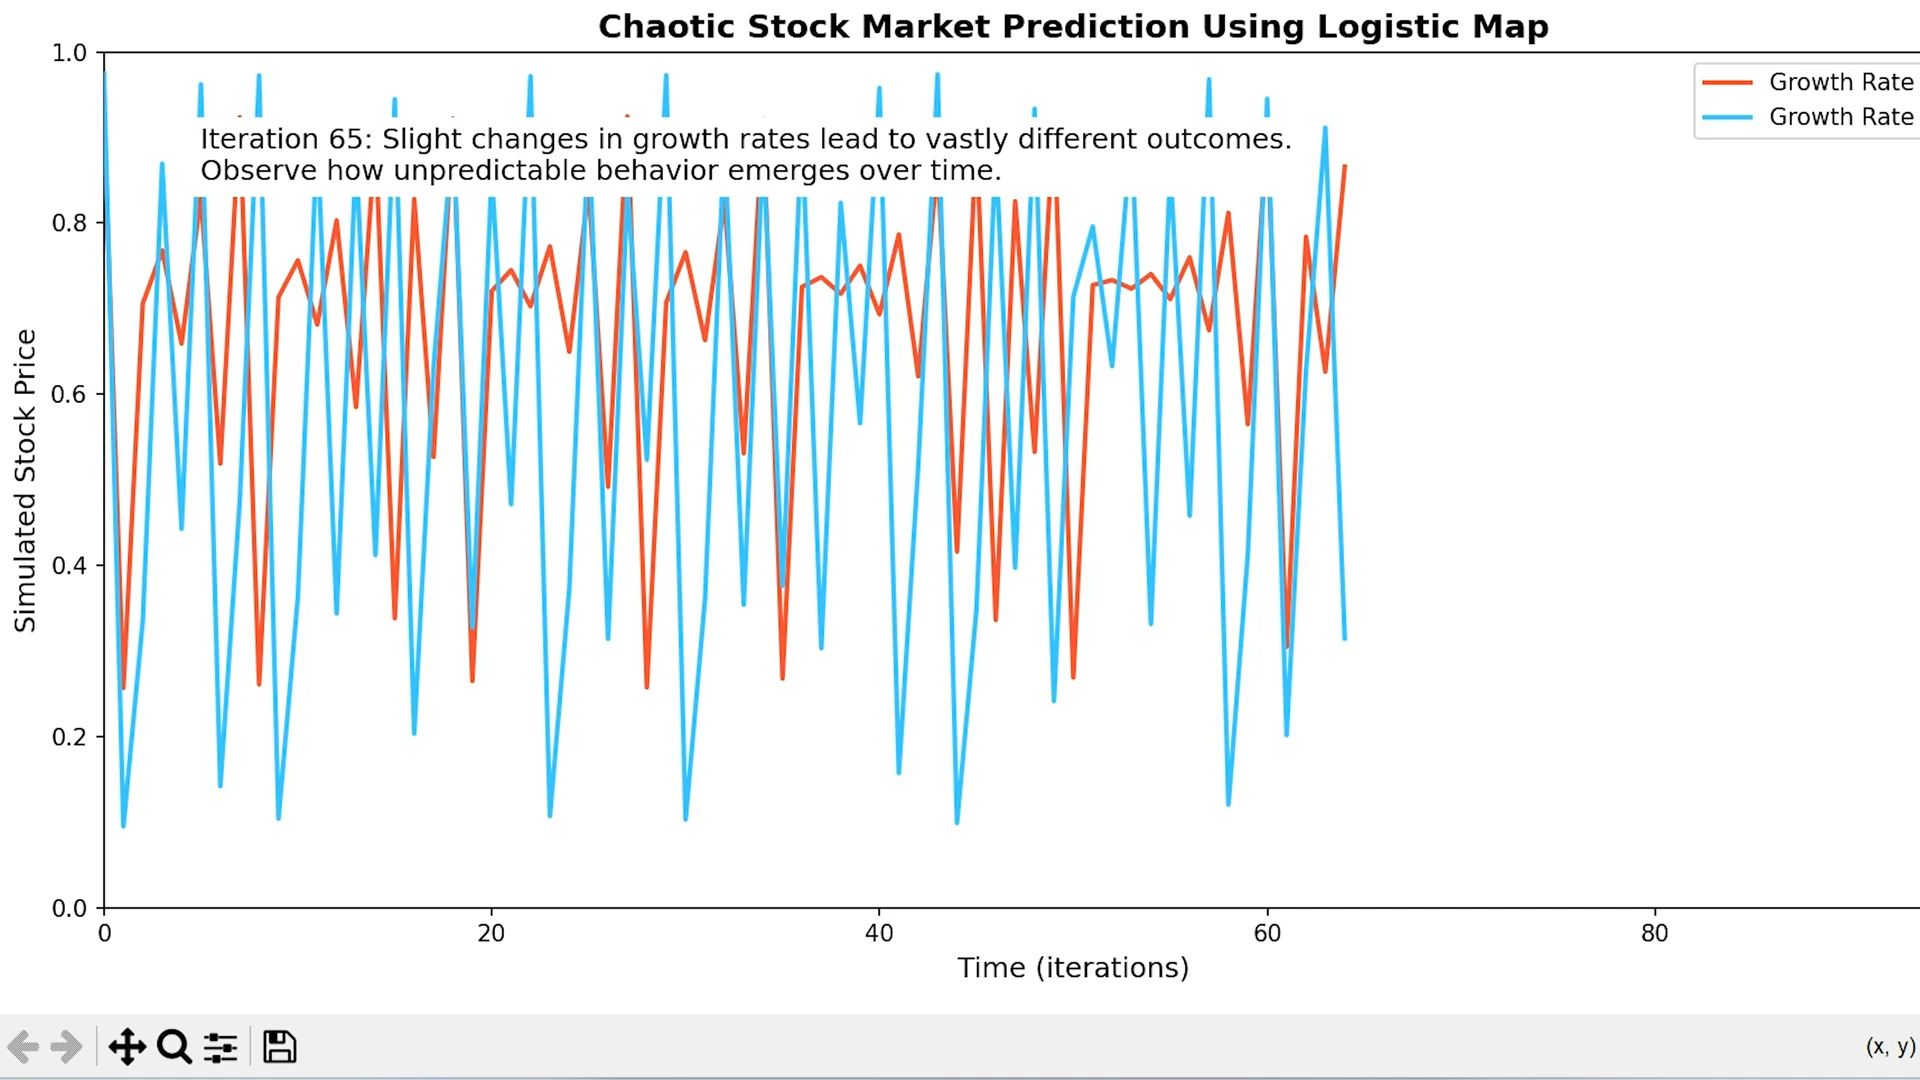 Chaotic Stock Market Prediction Using Logistic Map
1.0
Growth Rate
Growth Rate
Iteration 65: Slight changes in growth rates lead to vastly different outcomes.
Observe how unpredictable behavior emerges over time.
0.8
0.6
0.4
0.2
0.0
Simulated Stock Price
0 20 40 60 80
Time (iterations)
(x, y)